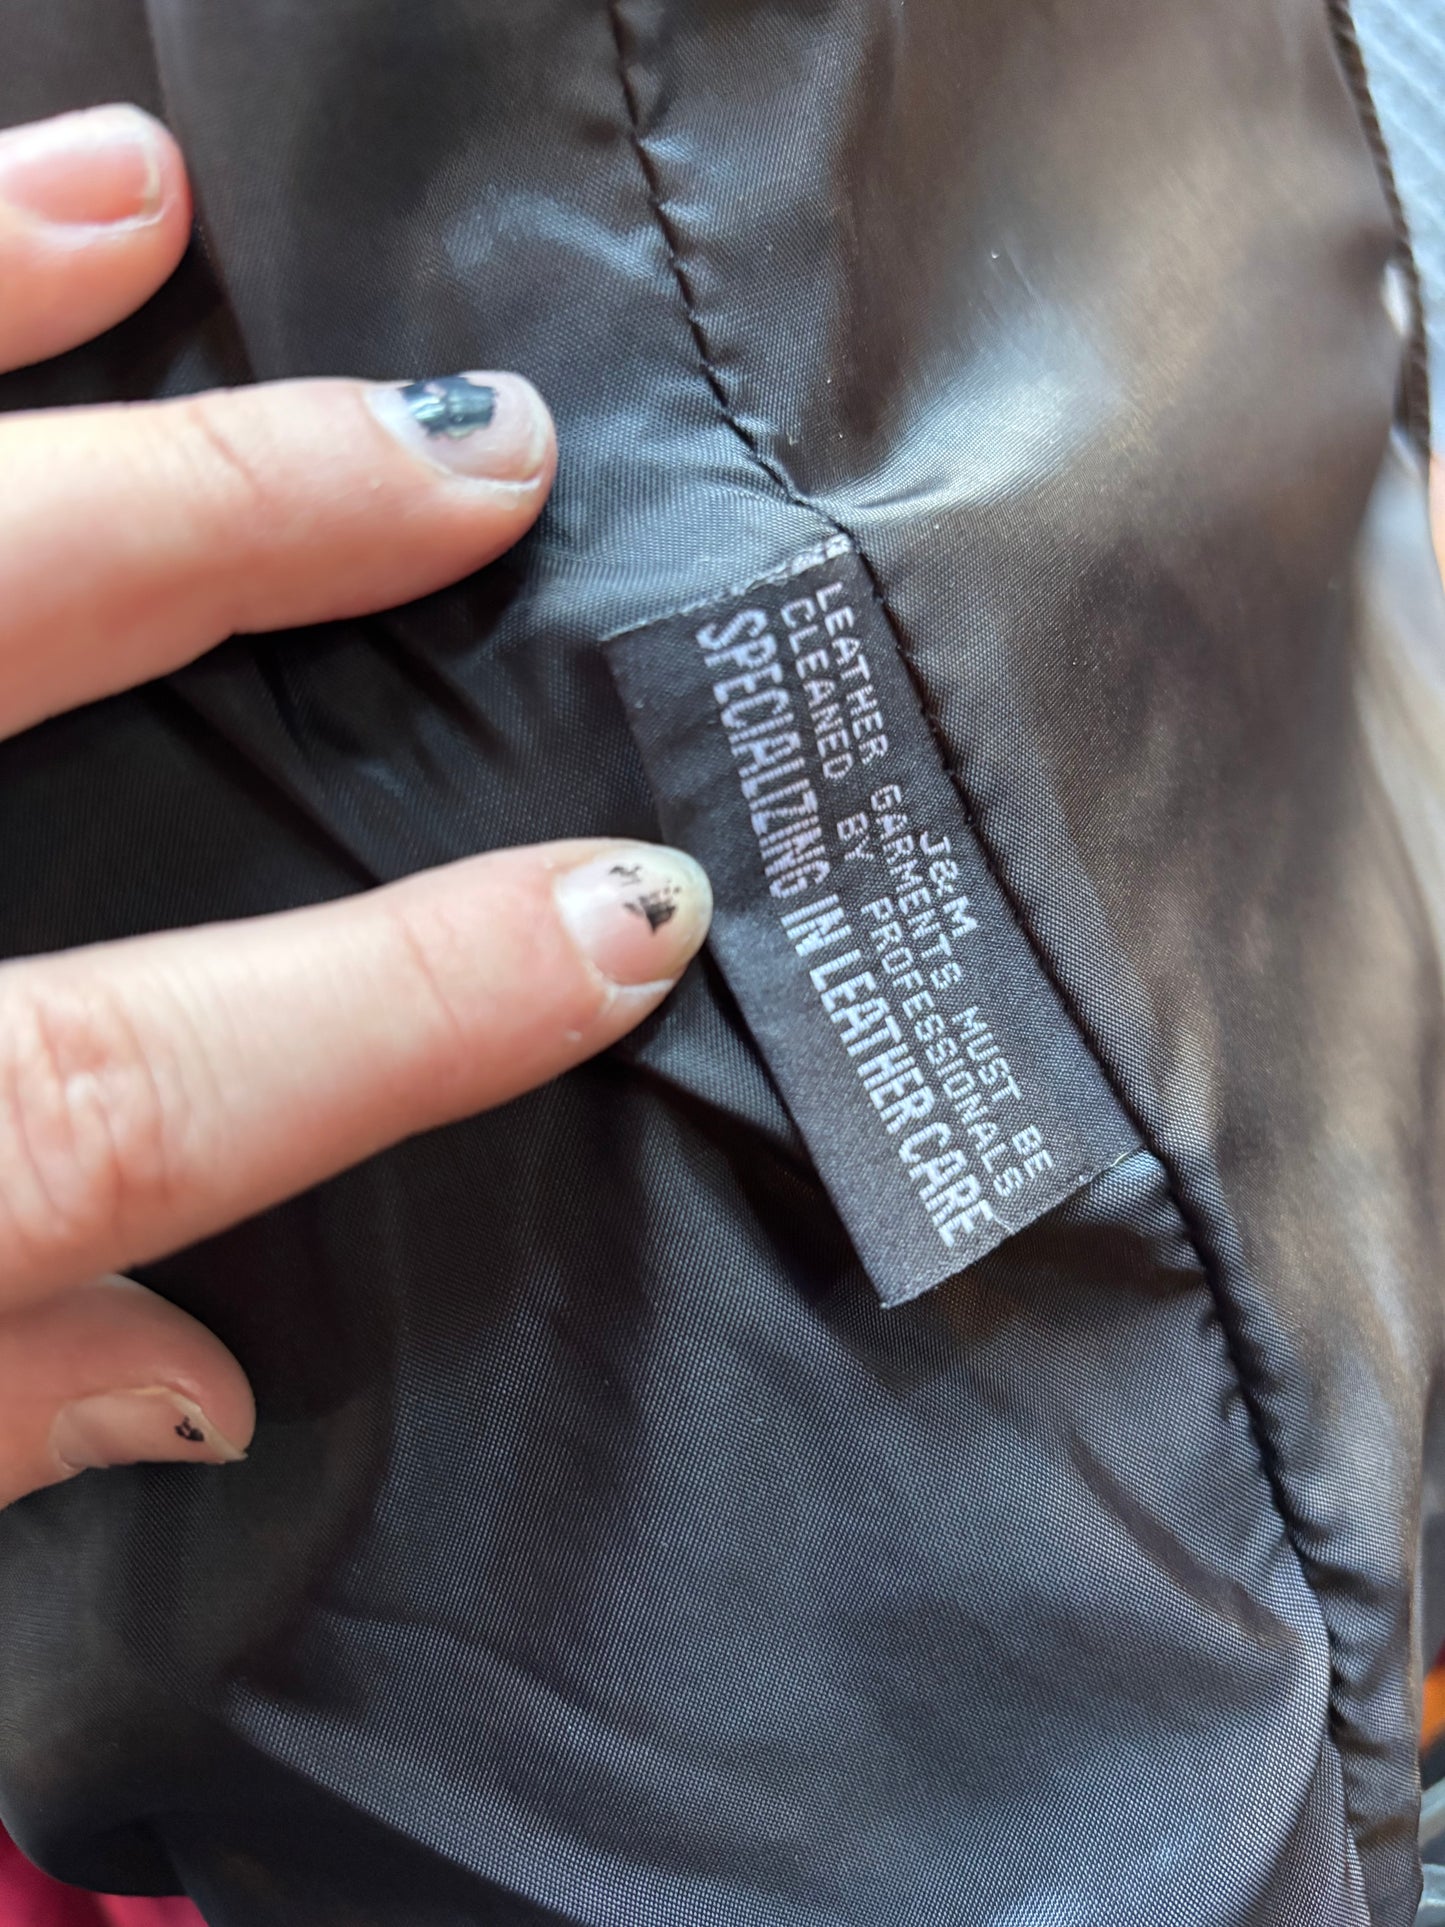 J&M
LEATHER GARMENTS MUST BE
CLEANED BY PROFESSIONALS
SPECIALIZING IN LEATHER CARE